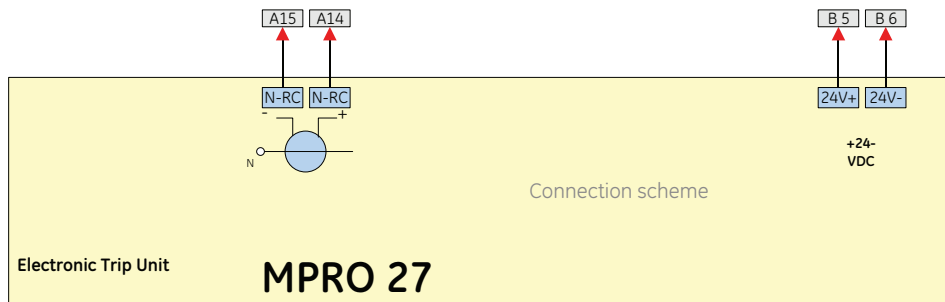 A15 A14 B 5 B 6
N-RC N-RC 24V+ 24V-
- +
N
+24-
VDC
Connection scheme
Electronic Trip Unit
MPRO 27